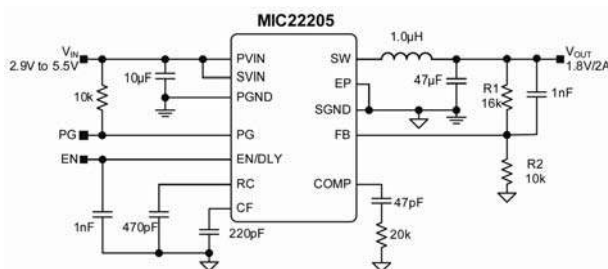 MIC22205
V_IN
2.9V to 5.5V
10k
10µF
PG
EN
1nF
470pF
220pF
PVIN
SVIN
PGND
PG
EN/DLY
RC
CF
SW
EP
SGND
FB
COMP
1.0µH
47µF
R1
16k
1nF
V_OUT
1.8V/2A
R2
10k
47pF
20k